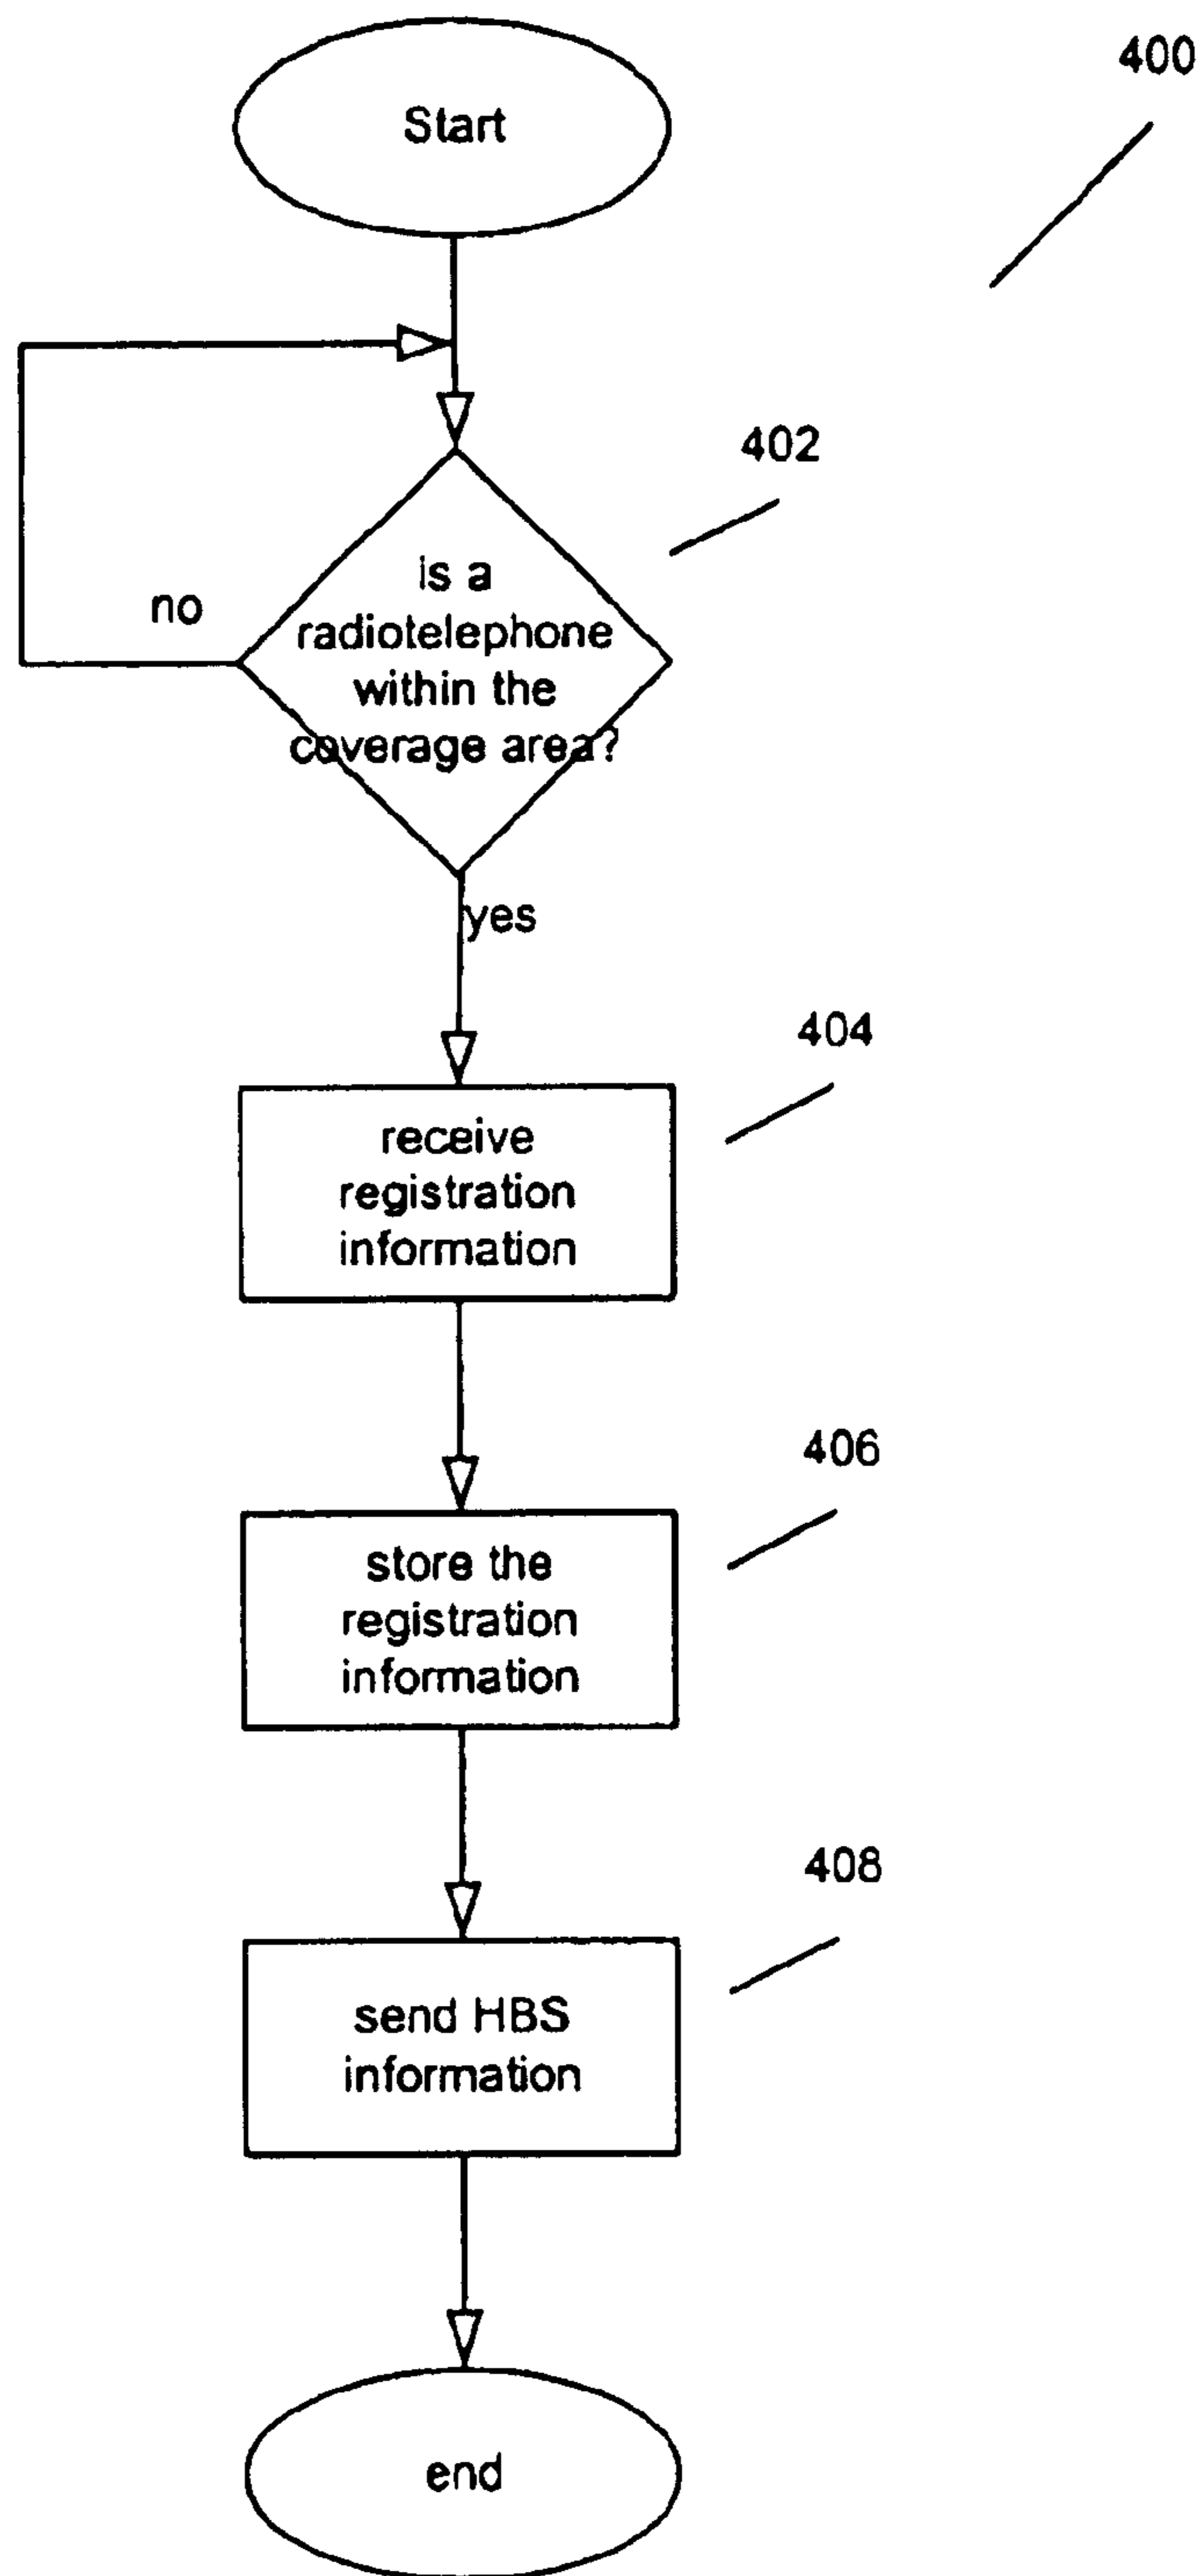 400
Start
402
is a
radiotelephone
within the
coverage area?
no
yes
404
receive
registration
information
406
store the
registration
information
408
send HBS
information
end